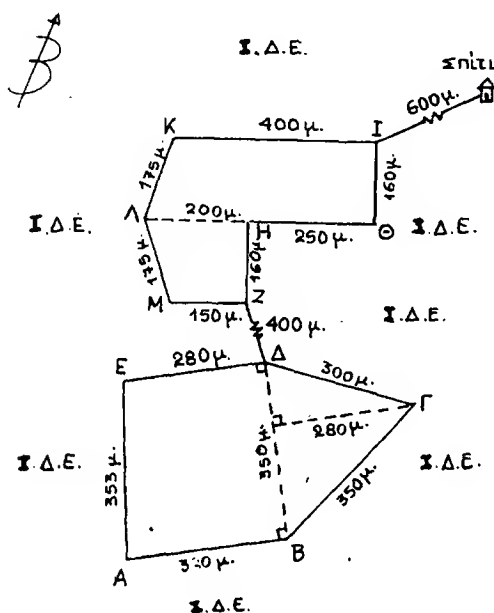 Β
Ι.Δ.Ε.
Σπίτι
600μ.
Κ
400μ.
Ι
175μ.
160μ.
Ι.Δ.Ε.
Λ
200μ.
Η
250μ.
Θ
Ι.Δ.Ε.
175μ.
160μ
Μ
150μ.
Ν
400μ.
Ι.Δ.Ε.
Ε
280μ.
Δ
300μ.
Γ
280μ.
Ι.Δ.Ε.
353μ.
350μ.
350μ.
Ι.Δ.Ε.
Α
Β
Ι.Δ.Ε.